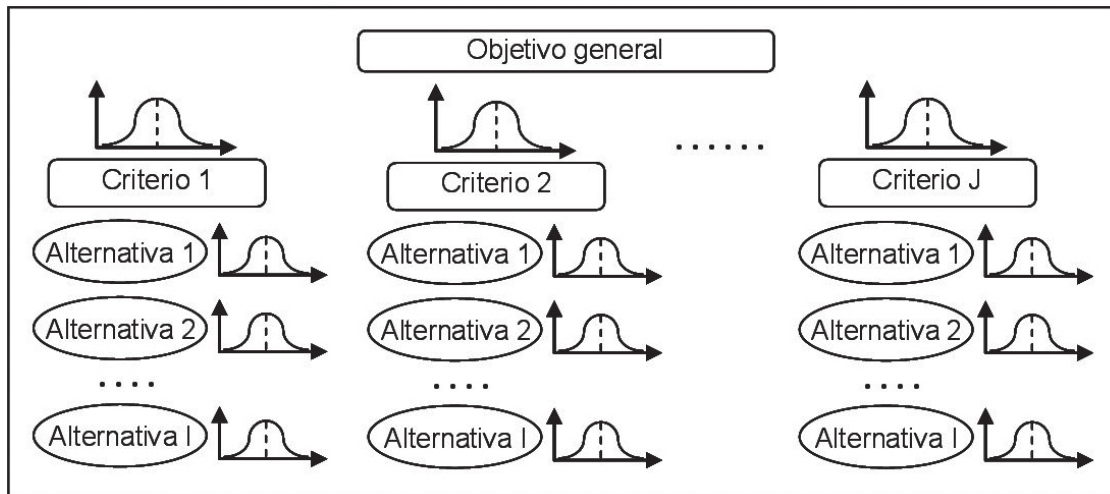 Objetivo general
......
Criterio 1
Criterio 2
Criterio J
Alternativa 1
Alternativa 1
Alternativa 1
Alternativa 2
Alternativa 2
Alternativa 2
....
....
....
Alternativa I
Alternativa I
Alternativa I